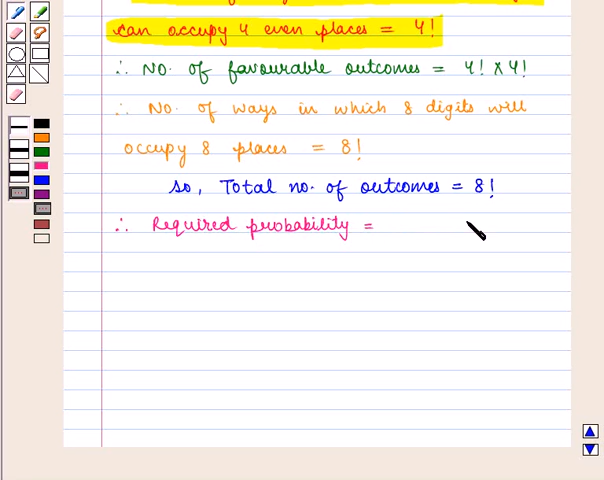 can occupy 4 even places = 4!
∴ No. of favourable outcomes = 4! × 4!
∴ No. of ways in which 8 digits will
occupy 8 places = 8!
so, Total no. of outcomes = 8!
∴ Required probability =